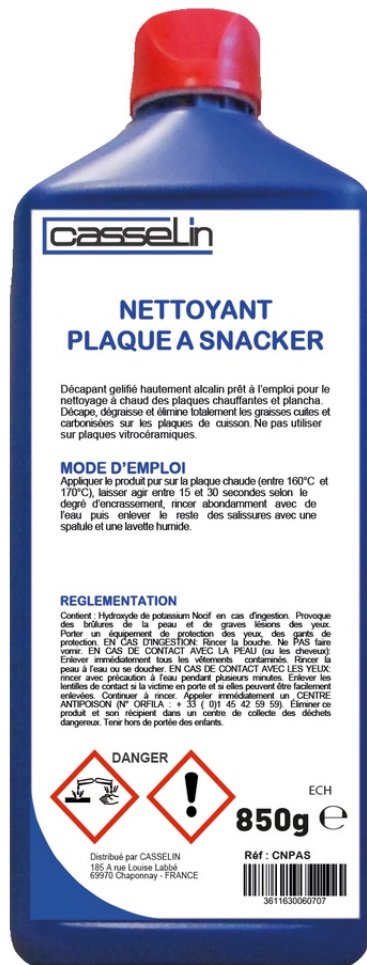 casselin
NETTOYANT
PLAQUE A SNACKER
Décapant gelifié hautement alcalin prêt à l'emploi pour le
nettoyage à chaud des plaques chauffantes et plancha.
Décape, dégraisse et élimine totalement les graisses cuites et
carbonisées sur les plaques de cuisson. Ne pas utiliser
sur plaques vitrocéramiques.
MODE D'EMPLOI
Appliquer le produit pur sur la plaque chaude (entre 160°C et
170°C), laisser agir entre 15 et 30 secondes selon le
degré d'encrassement, rincer abondamment avec de
l'eau puis enlever le reste des salissures avec une
spatule et une lavette humide.
REGLEMENTATION
Contient : Hydroxyde de potassium Nocif en cas d'ingestion. Provoque
des brûlures de la peau et de graves lésions des yeux.
Porter un équipement de protection des yeux, des gants de
protection. EN CAS D'INGESTION: Rincer la bouche. Ne PAS faire
vomir. EN CAS DE CONTACT AVEC LA PEAU (ou les cheveux):
Enlever immédiatement tous les vêtements contaminés. Rincer la
peau à l'eau ou se doucher. EN CAS DE CONTACT AVEC LES YEUX:
rincer avec précaution à l'eau pendant plusieurs minutes. Enlever les
lentilles de contact si la victime en porte et si elles peuvent être facilement
enlevées. Continuer à rincer. Appeler immédiatement un CENTRE
ANTIPOISON (N° ORFILA : + 33 ( 0)1 45 42 59 59). Éliminer ce
produit et son récipient dans un centre de collecte des déchets
dangereux. Tenir hors de portée des enfants.
DANGER
ECH
850g e
Distribué par CASSELIN
185 A rue Louise Labbé
69970 Chaponnay - FRANCE
Réf : CNPAS
3611630060707